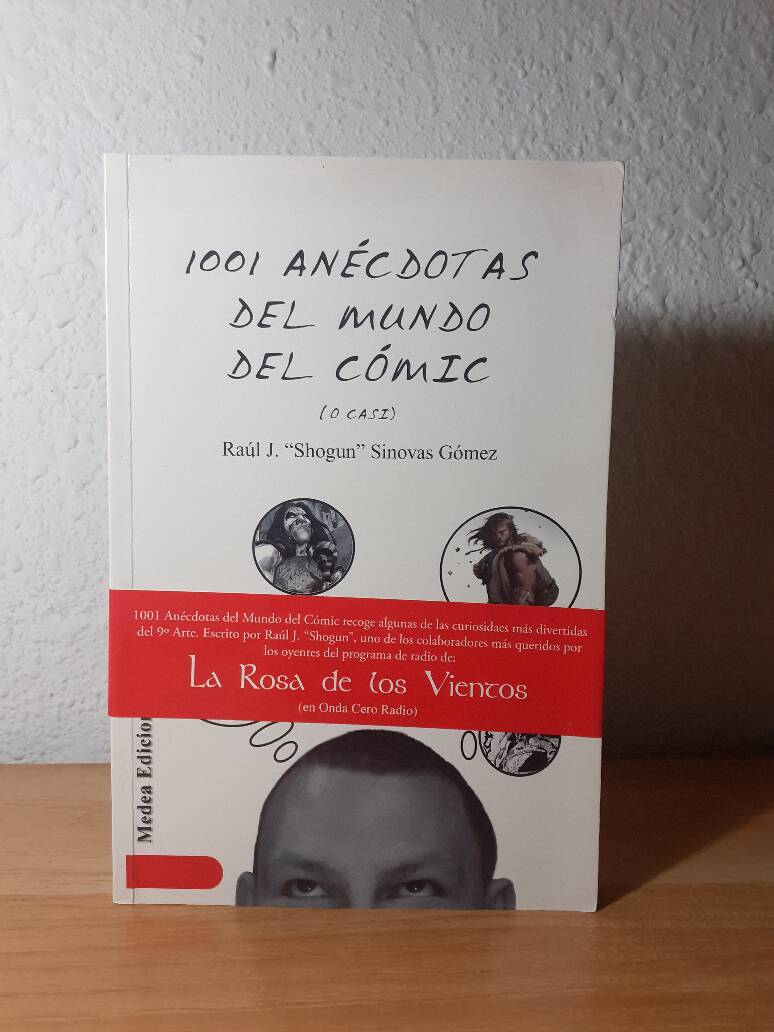 1001 ANÉCDOTAS
DEL MUNDO
DEL CÓMIC
(O CASI)
Raúl J. “Shogun” Sinovas Gómez
1001 Anécdotas del Mundo del Cómic recoge algunas de las curiosidaes más divertidas
del 9º Arte. Escrito por Raúl J. “Shogun”, uno de los colaboradores más queridos por
los oyentes del programa de radio de:
La Rosa de los Vientos
(en Onda Cero Radio)
Medea Edicion